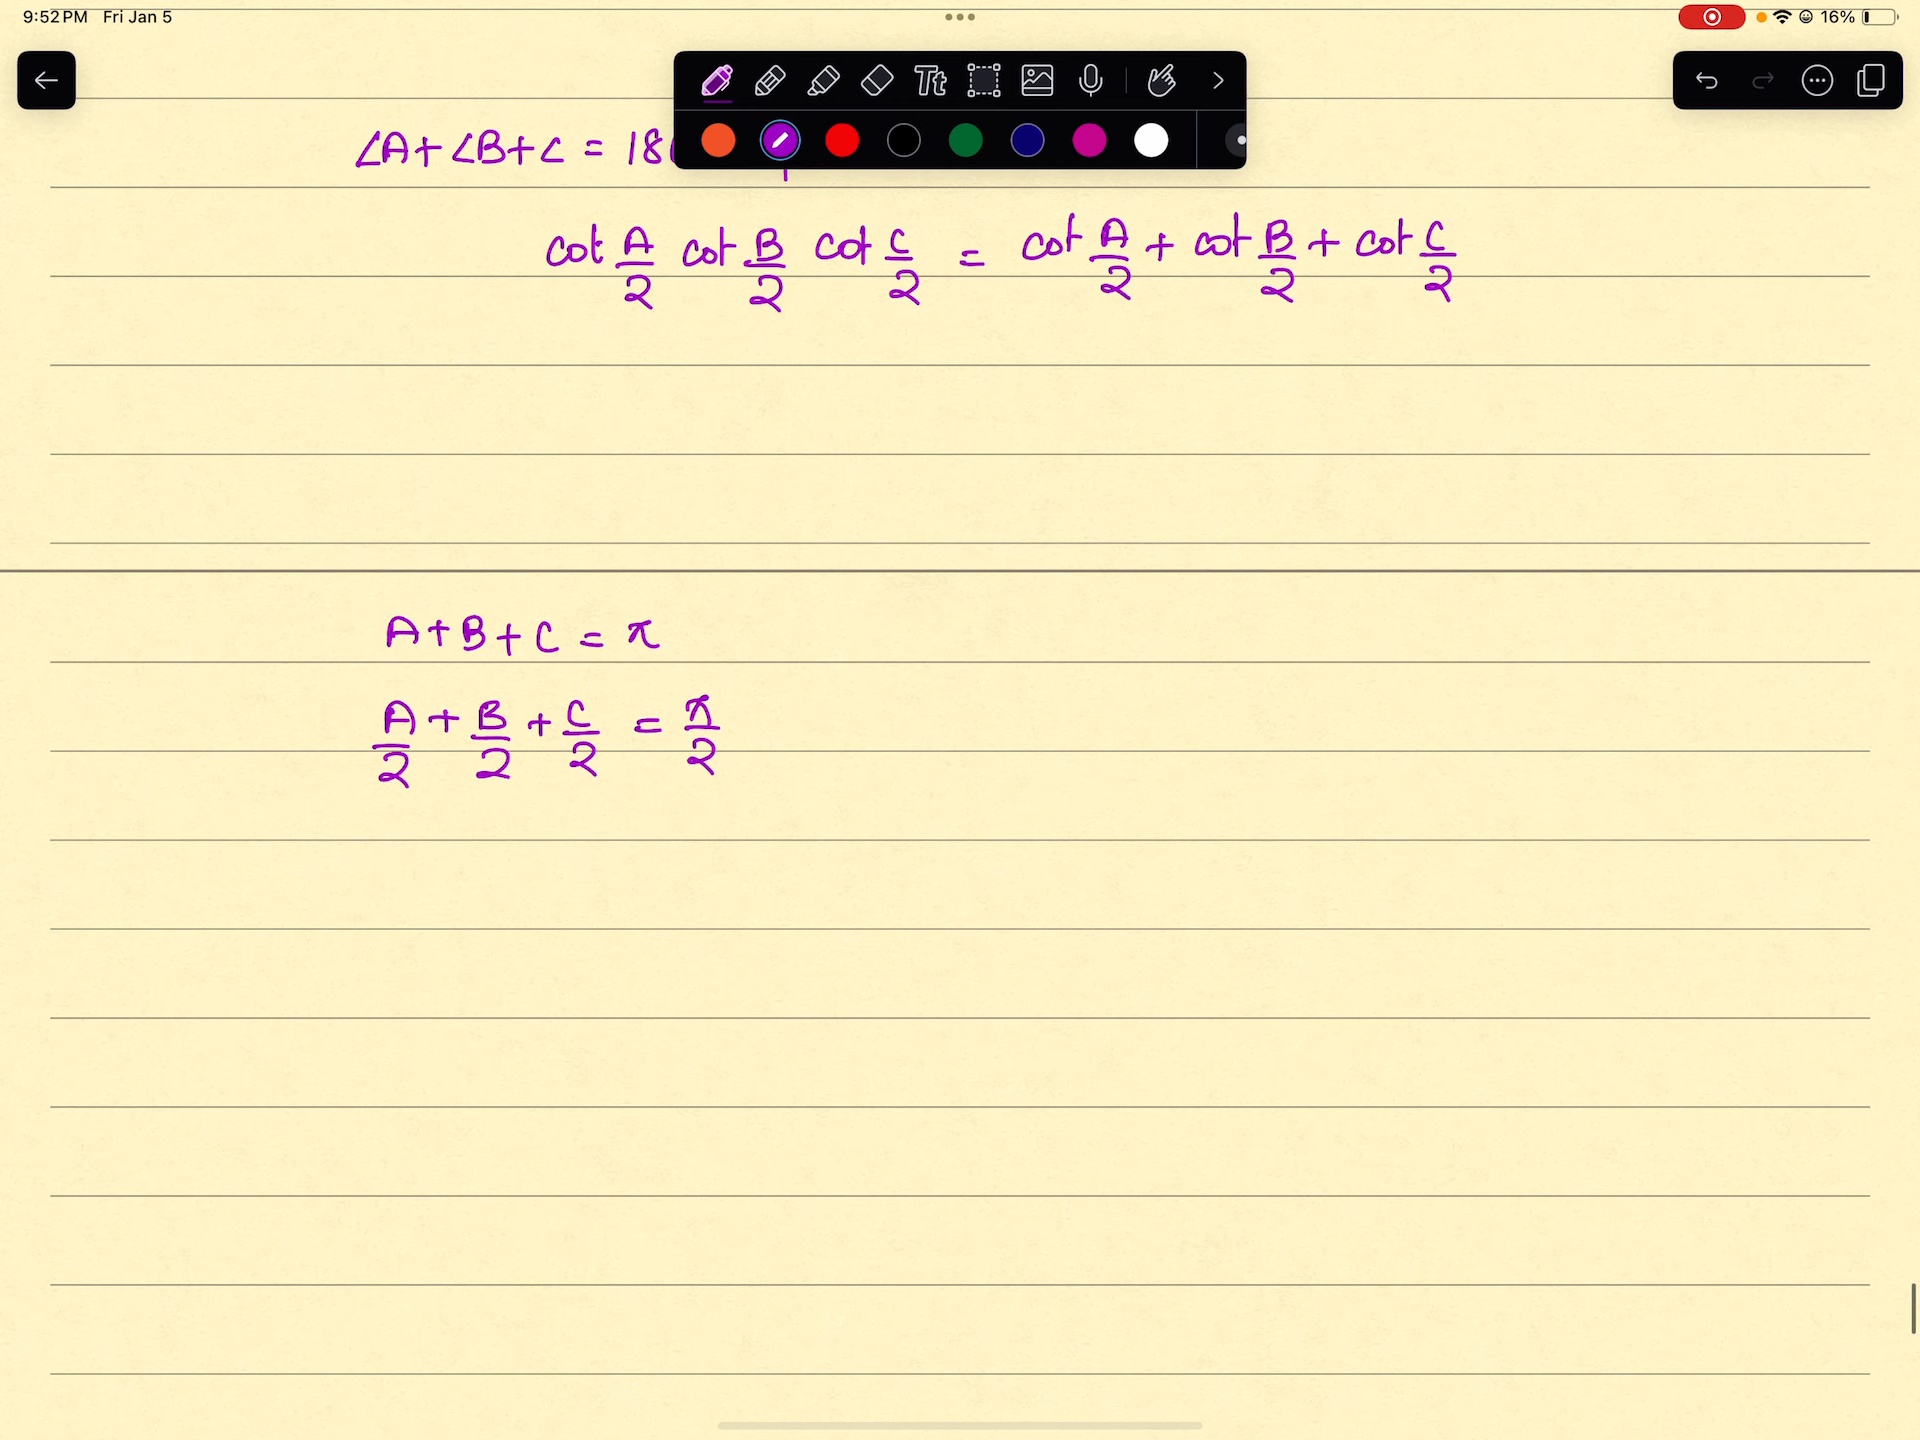 9:52 PM Fri Jan 5
16%
Tt
∠A+∠B+∠ = 18
cot A/2 cot B/2 cot C/2 = cot A/2 + cot B/2 + cot C/2
A+B+C = π
A/2 + B/2 + C/2 = π/2